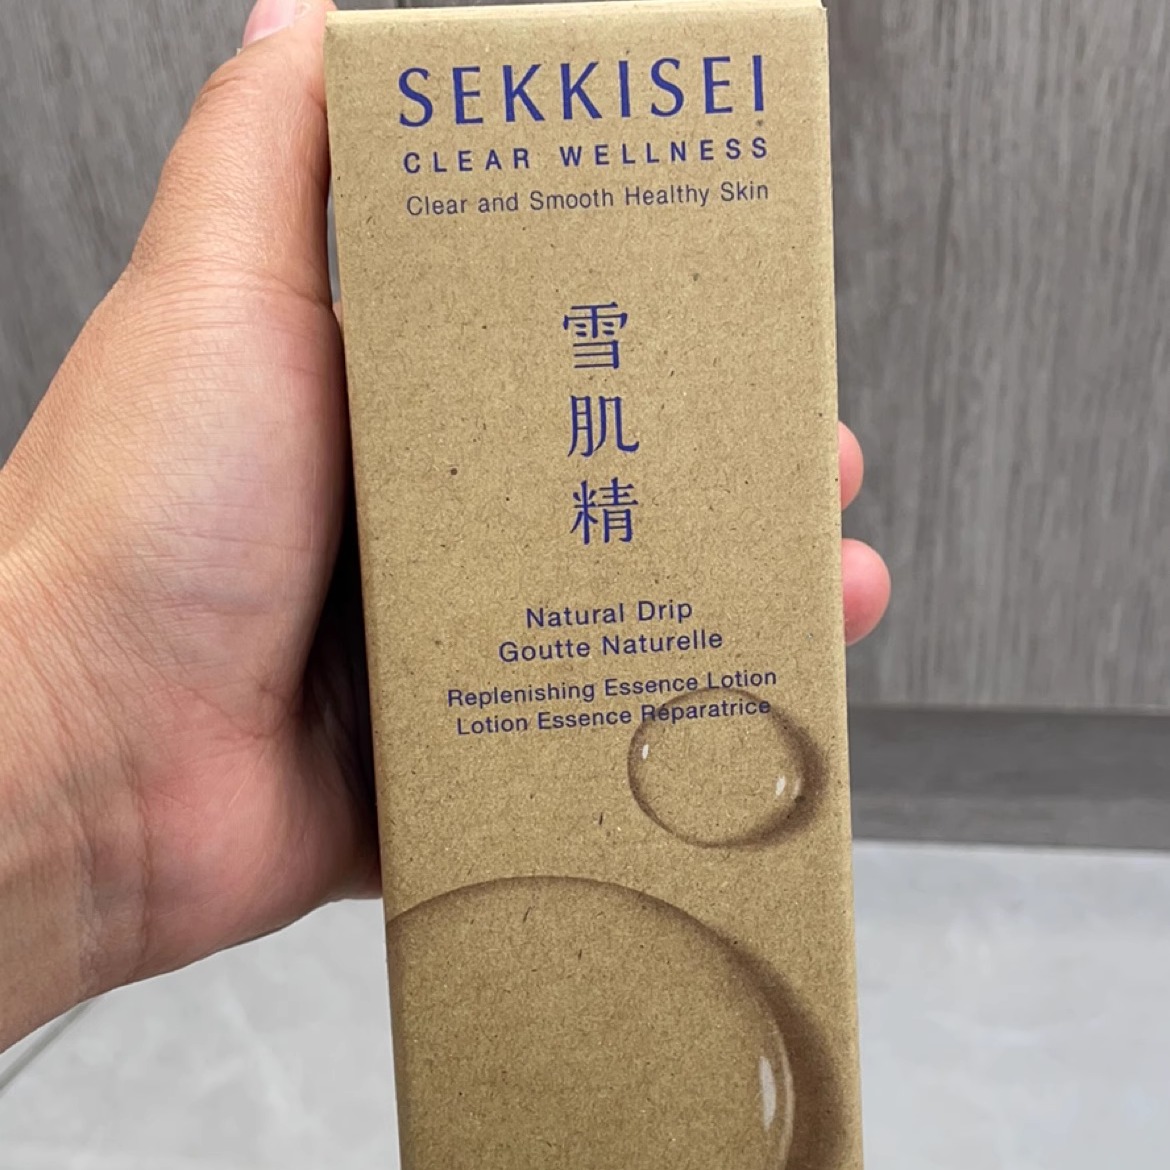 SEKKISEI
CLEAR WELLNESS
Clear and Smooth Healthy Skin
雪
肌
精
Natural Drip
Goutte Naturelle
Replenishing Essence Lotion
Lotion Essence Réparatrice